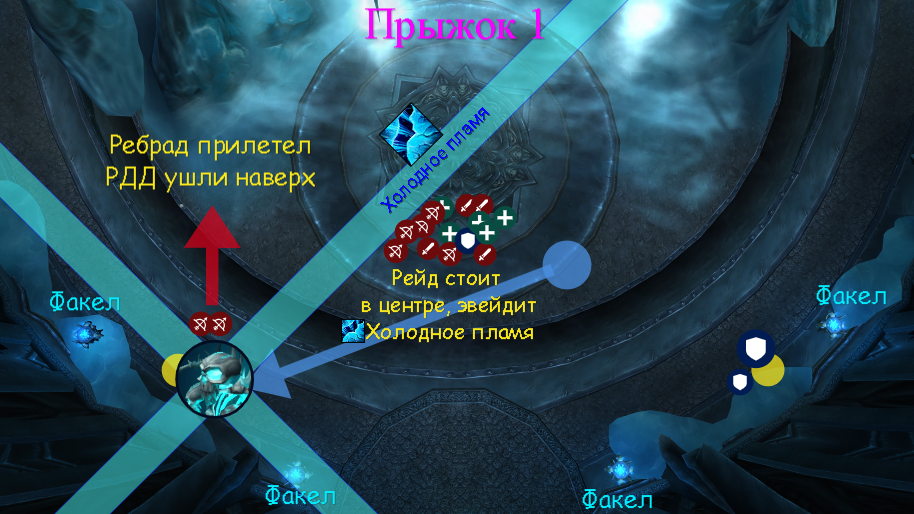 Прыжок 1
Холодное пламя
Ребрад прилетел
РДД ушли наверх
Рейд стоит
в центре, эвейдит
Холодное пламя
Факел
Факел
Факел
Факел